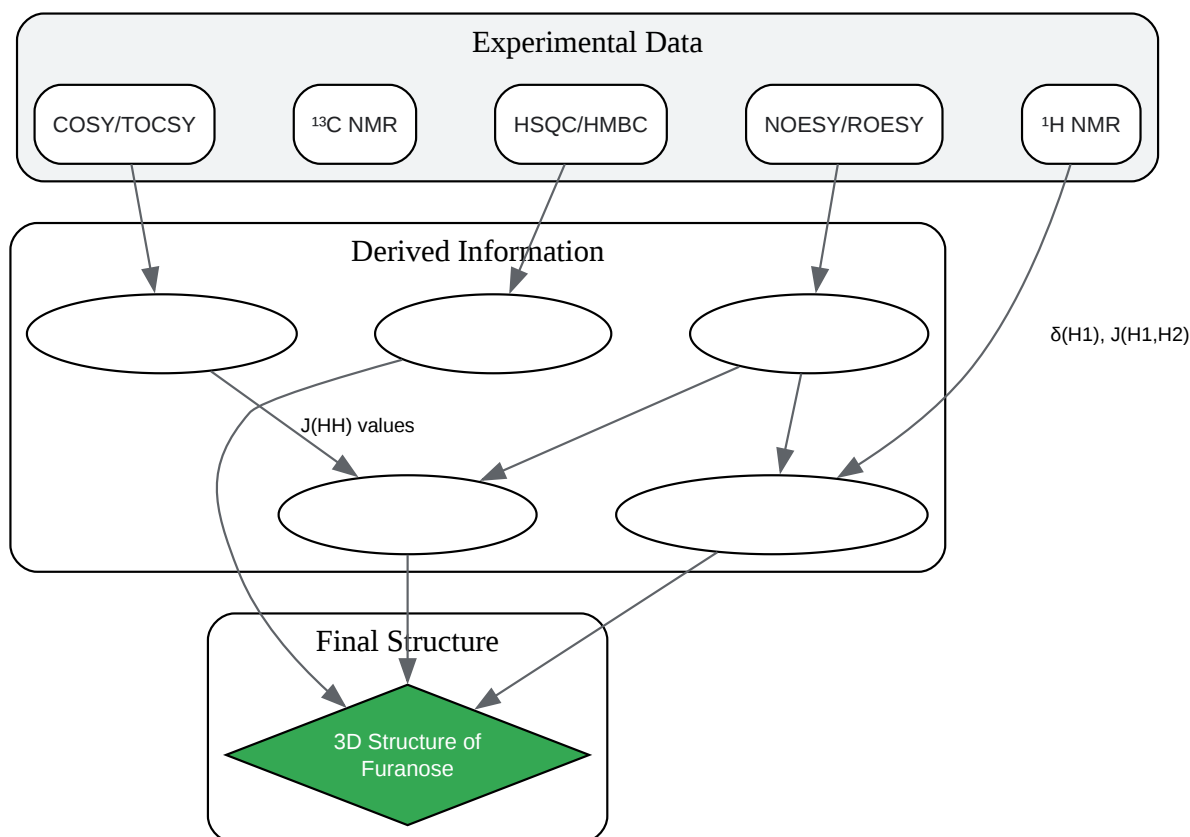 Experimental Data
COSY/TOCSY
¹³C NMR
HSQC/HMBC
NOESY/ROESY
¹H NMR
Derived Information
δ(H1), J(H1,H2)
J(HH) values
Final Structure
3D Structure of
Furanose